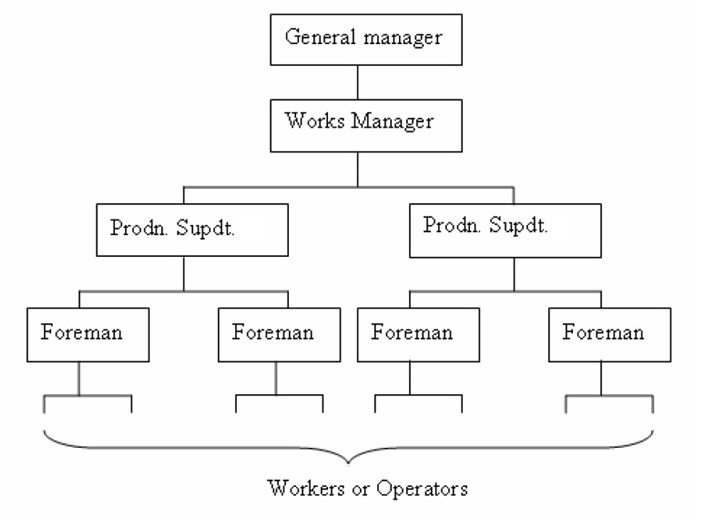 General manager
Works Manager
Prodn. Supdt.
Prodn. Supdt.
Foreman
Foreman
Foreman
Foreman
Workers or Operators